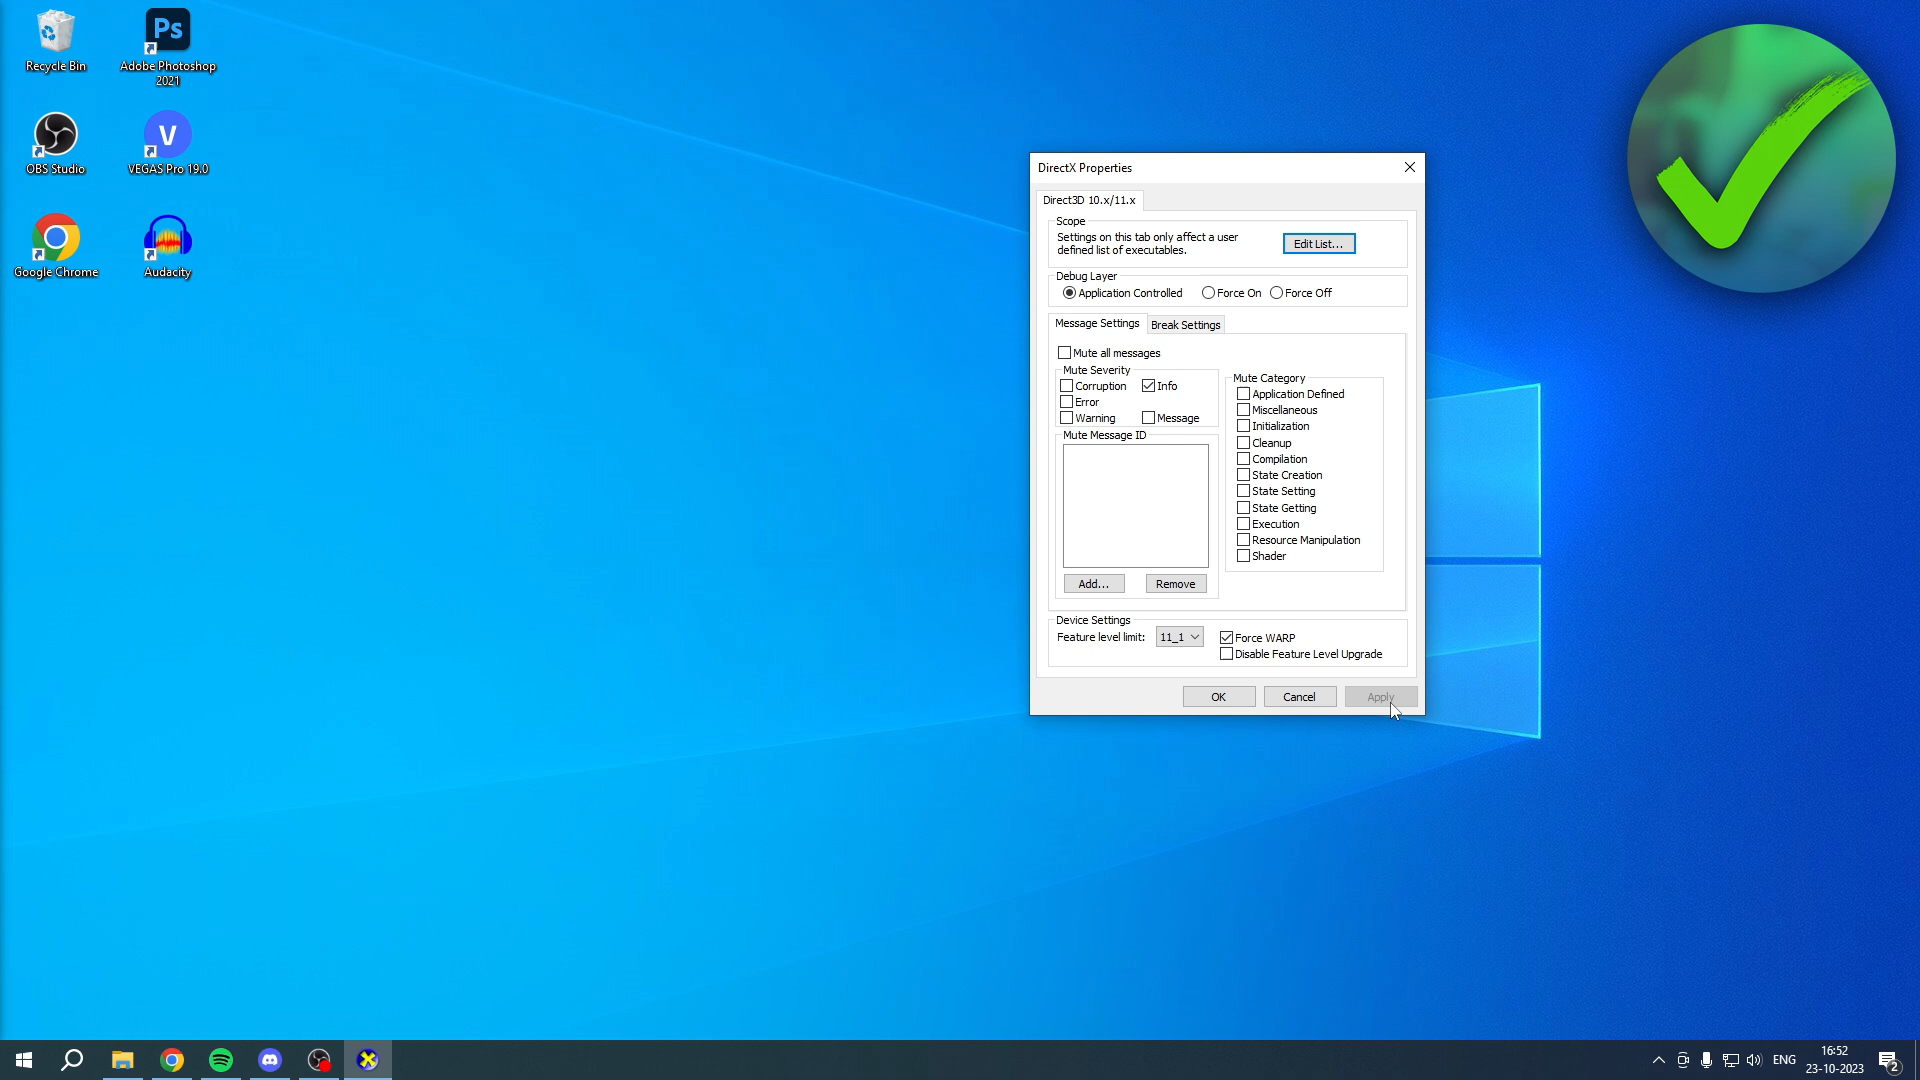 Recycle Bin
Ps
Adobe Photoshop
2021
OBS Studio
V
VEGAS Pro 19.0
Google Chrome
Audacity
DirectX Properties
Direct3D 10.x/11.x
Scope
Settings on this tab only affect a user
defined list of executables.
Edit List...
Debug Layer
Application Controlled
Force On
Force Off
Message Settings
Break Settings
Mute all messages
Mute Severity
Corruption
Info
Error
Warning
Message
Mute Message ID
Add...
Remove
Mute Category
Application Defined
Miscellaneous
Initialization
Cleanup
Compilation
State Creation
State Setting
State Getting
Execution
Resource Manipulation
Shader
Device Settings
Feature level limit:
11_1
Force WARP
Disable Feature Level Upgrade
OK
Cancel
Apply
ENG
16:52
23-10-2023
2